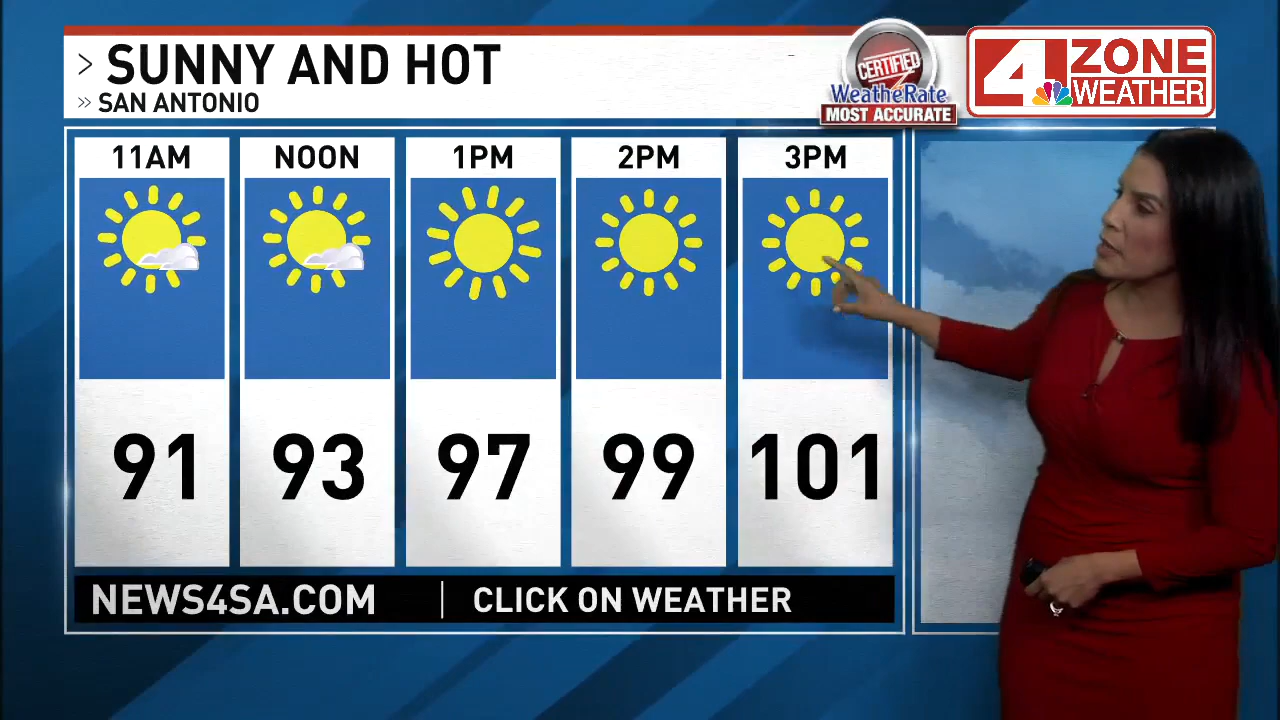 > SUNNY AND HOT
» SAN ANTONIO
CERTIFIED
WeatheRate
MOST ACCURATE
4 ZONE
WEATHER
11AM NOON 1PM 2PM 3PM
91 93 97 99 101
NEWS4SA.COM | CLICK ON WEATHER